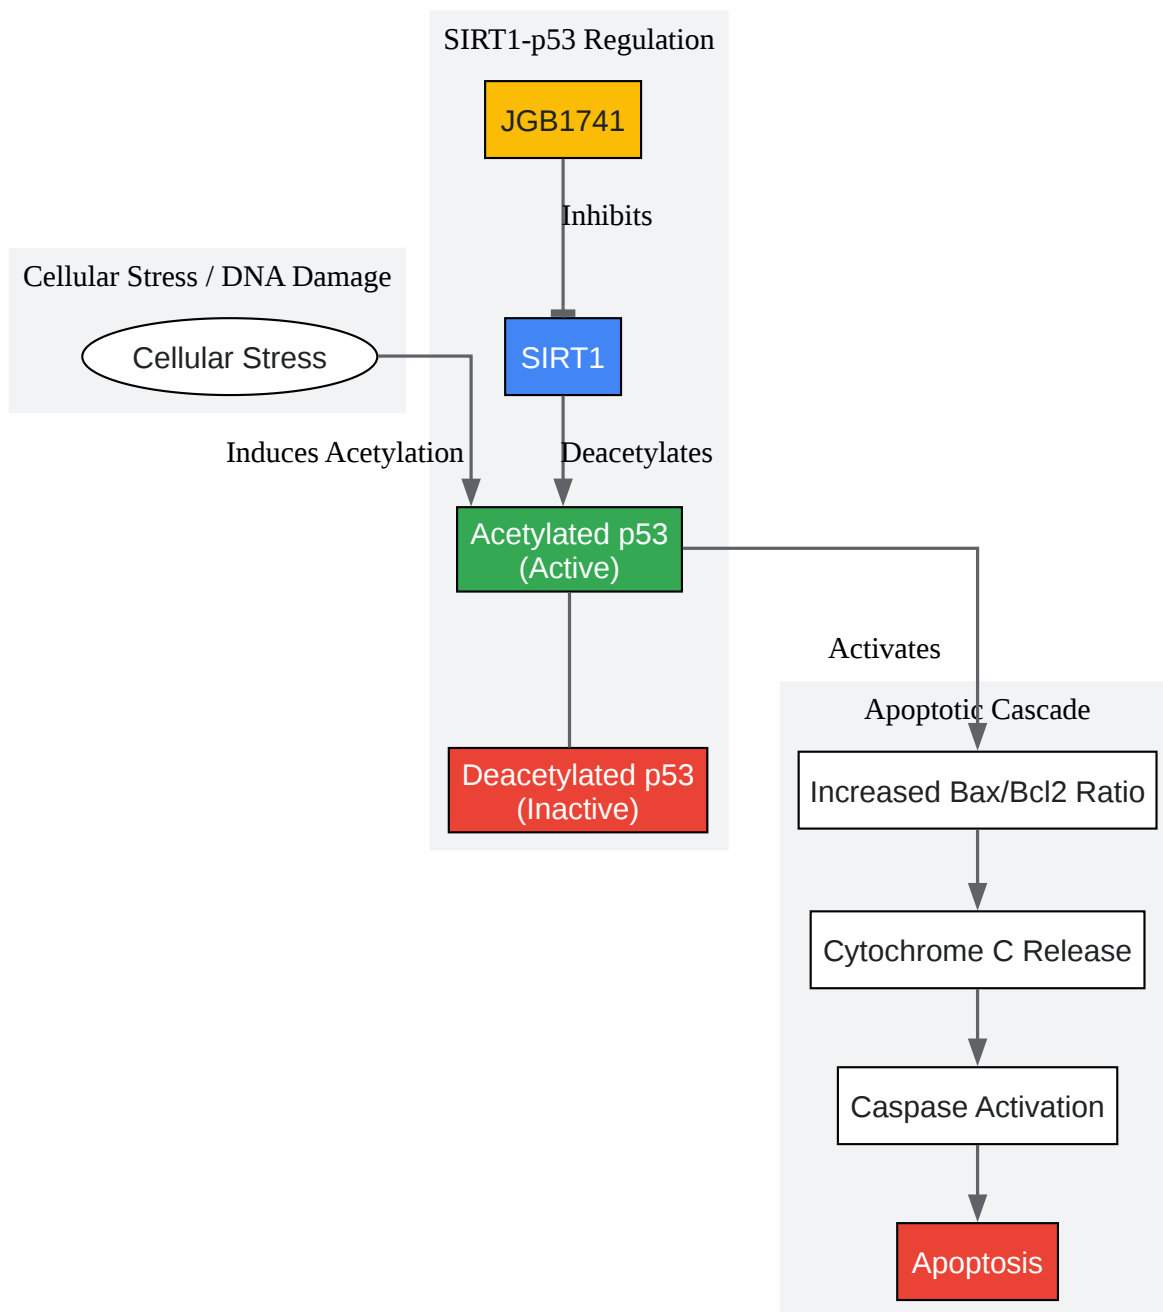 SIRT1-p53 Regulation
JGB1741
Inhibits
Cellular Stress / DNA Damage
Cellular Stress
SIRT1
Induces Acetylation
Deacetylates
Acetylated p53
(Active)
Activates
Deacetylated p53
(Inactive)
Apoptotic Cascade
Increased Bax/Bcl2 Ratio
Cytochrome C Release
Caspase Activation
Apoptosis